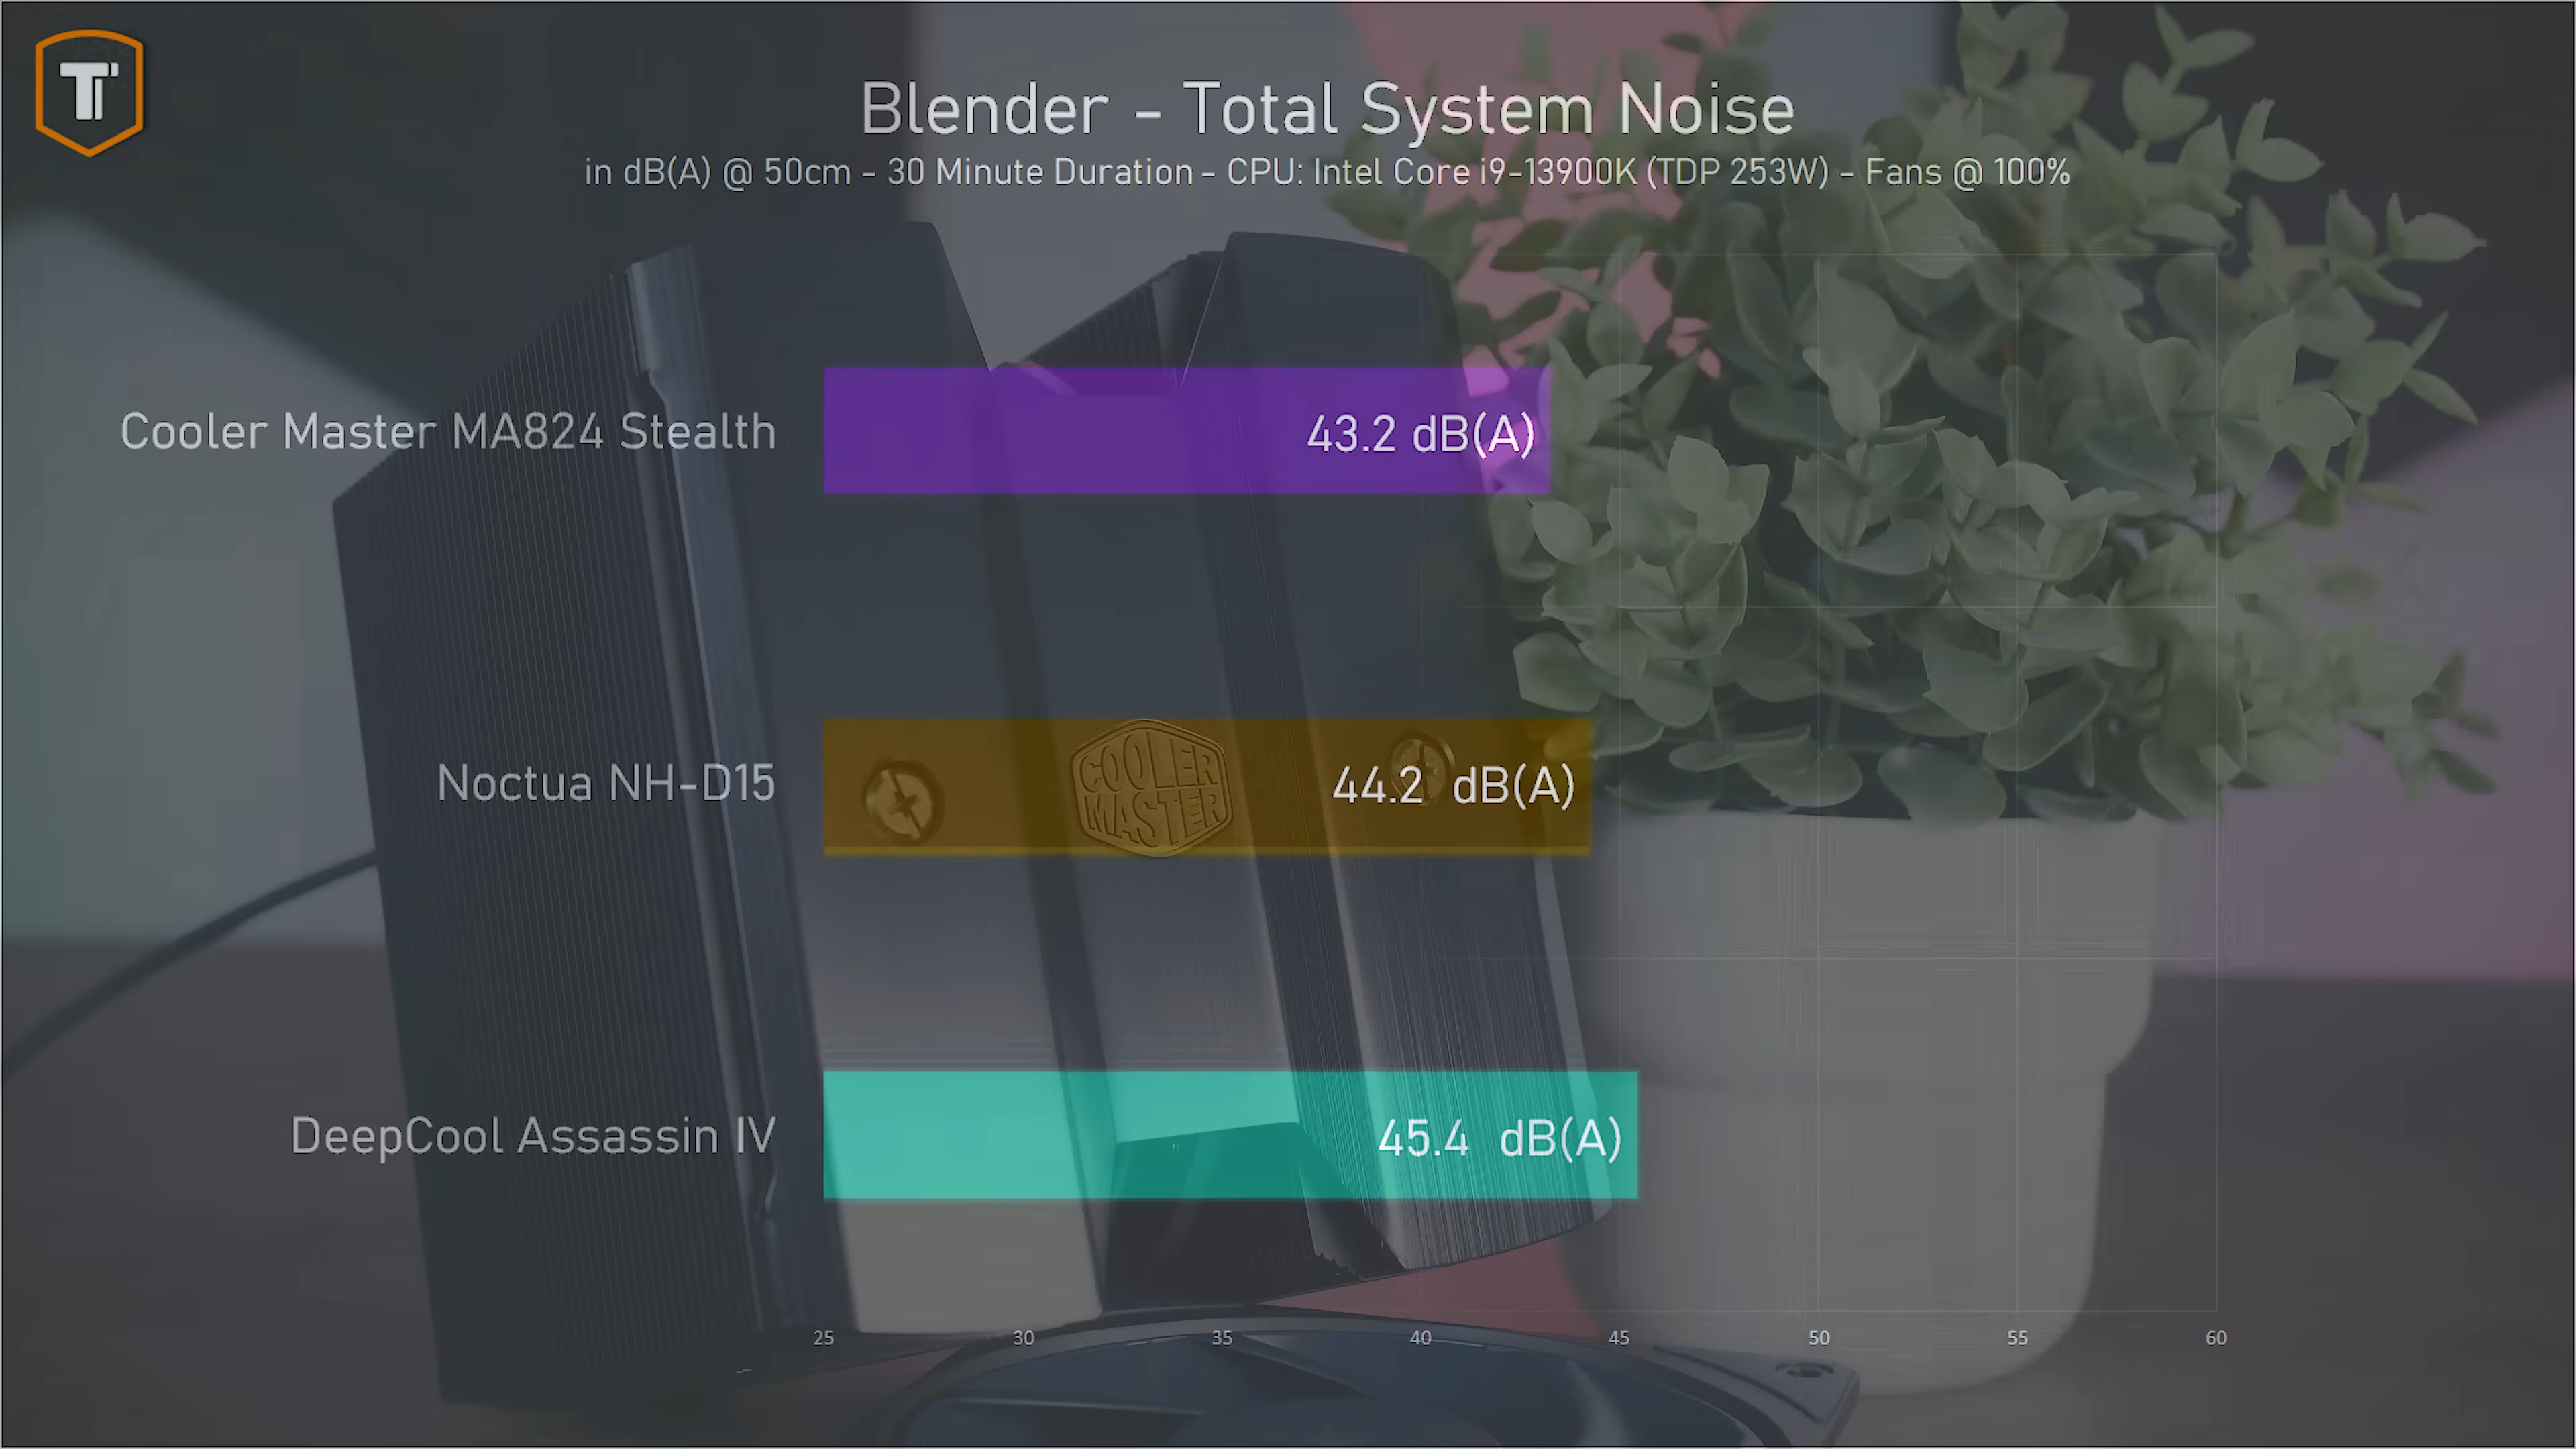 Blender - Total System Noise
in dB(A) @ 50cm - 30 Minute Duration - CPU: Intel Core i9-13900K (TDP 253W) - Fans @ 100%
Cooler Master MA824 Stealth
43.2 dB(A)
Noctua NH-D15
COOLER
MASTER
44.2 dB(A)
DeepCool Assassin IV
45.4 dB(A)
25 30 35 40 45 50 55 60